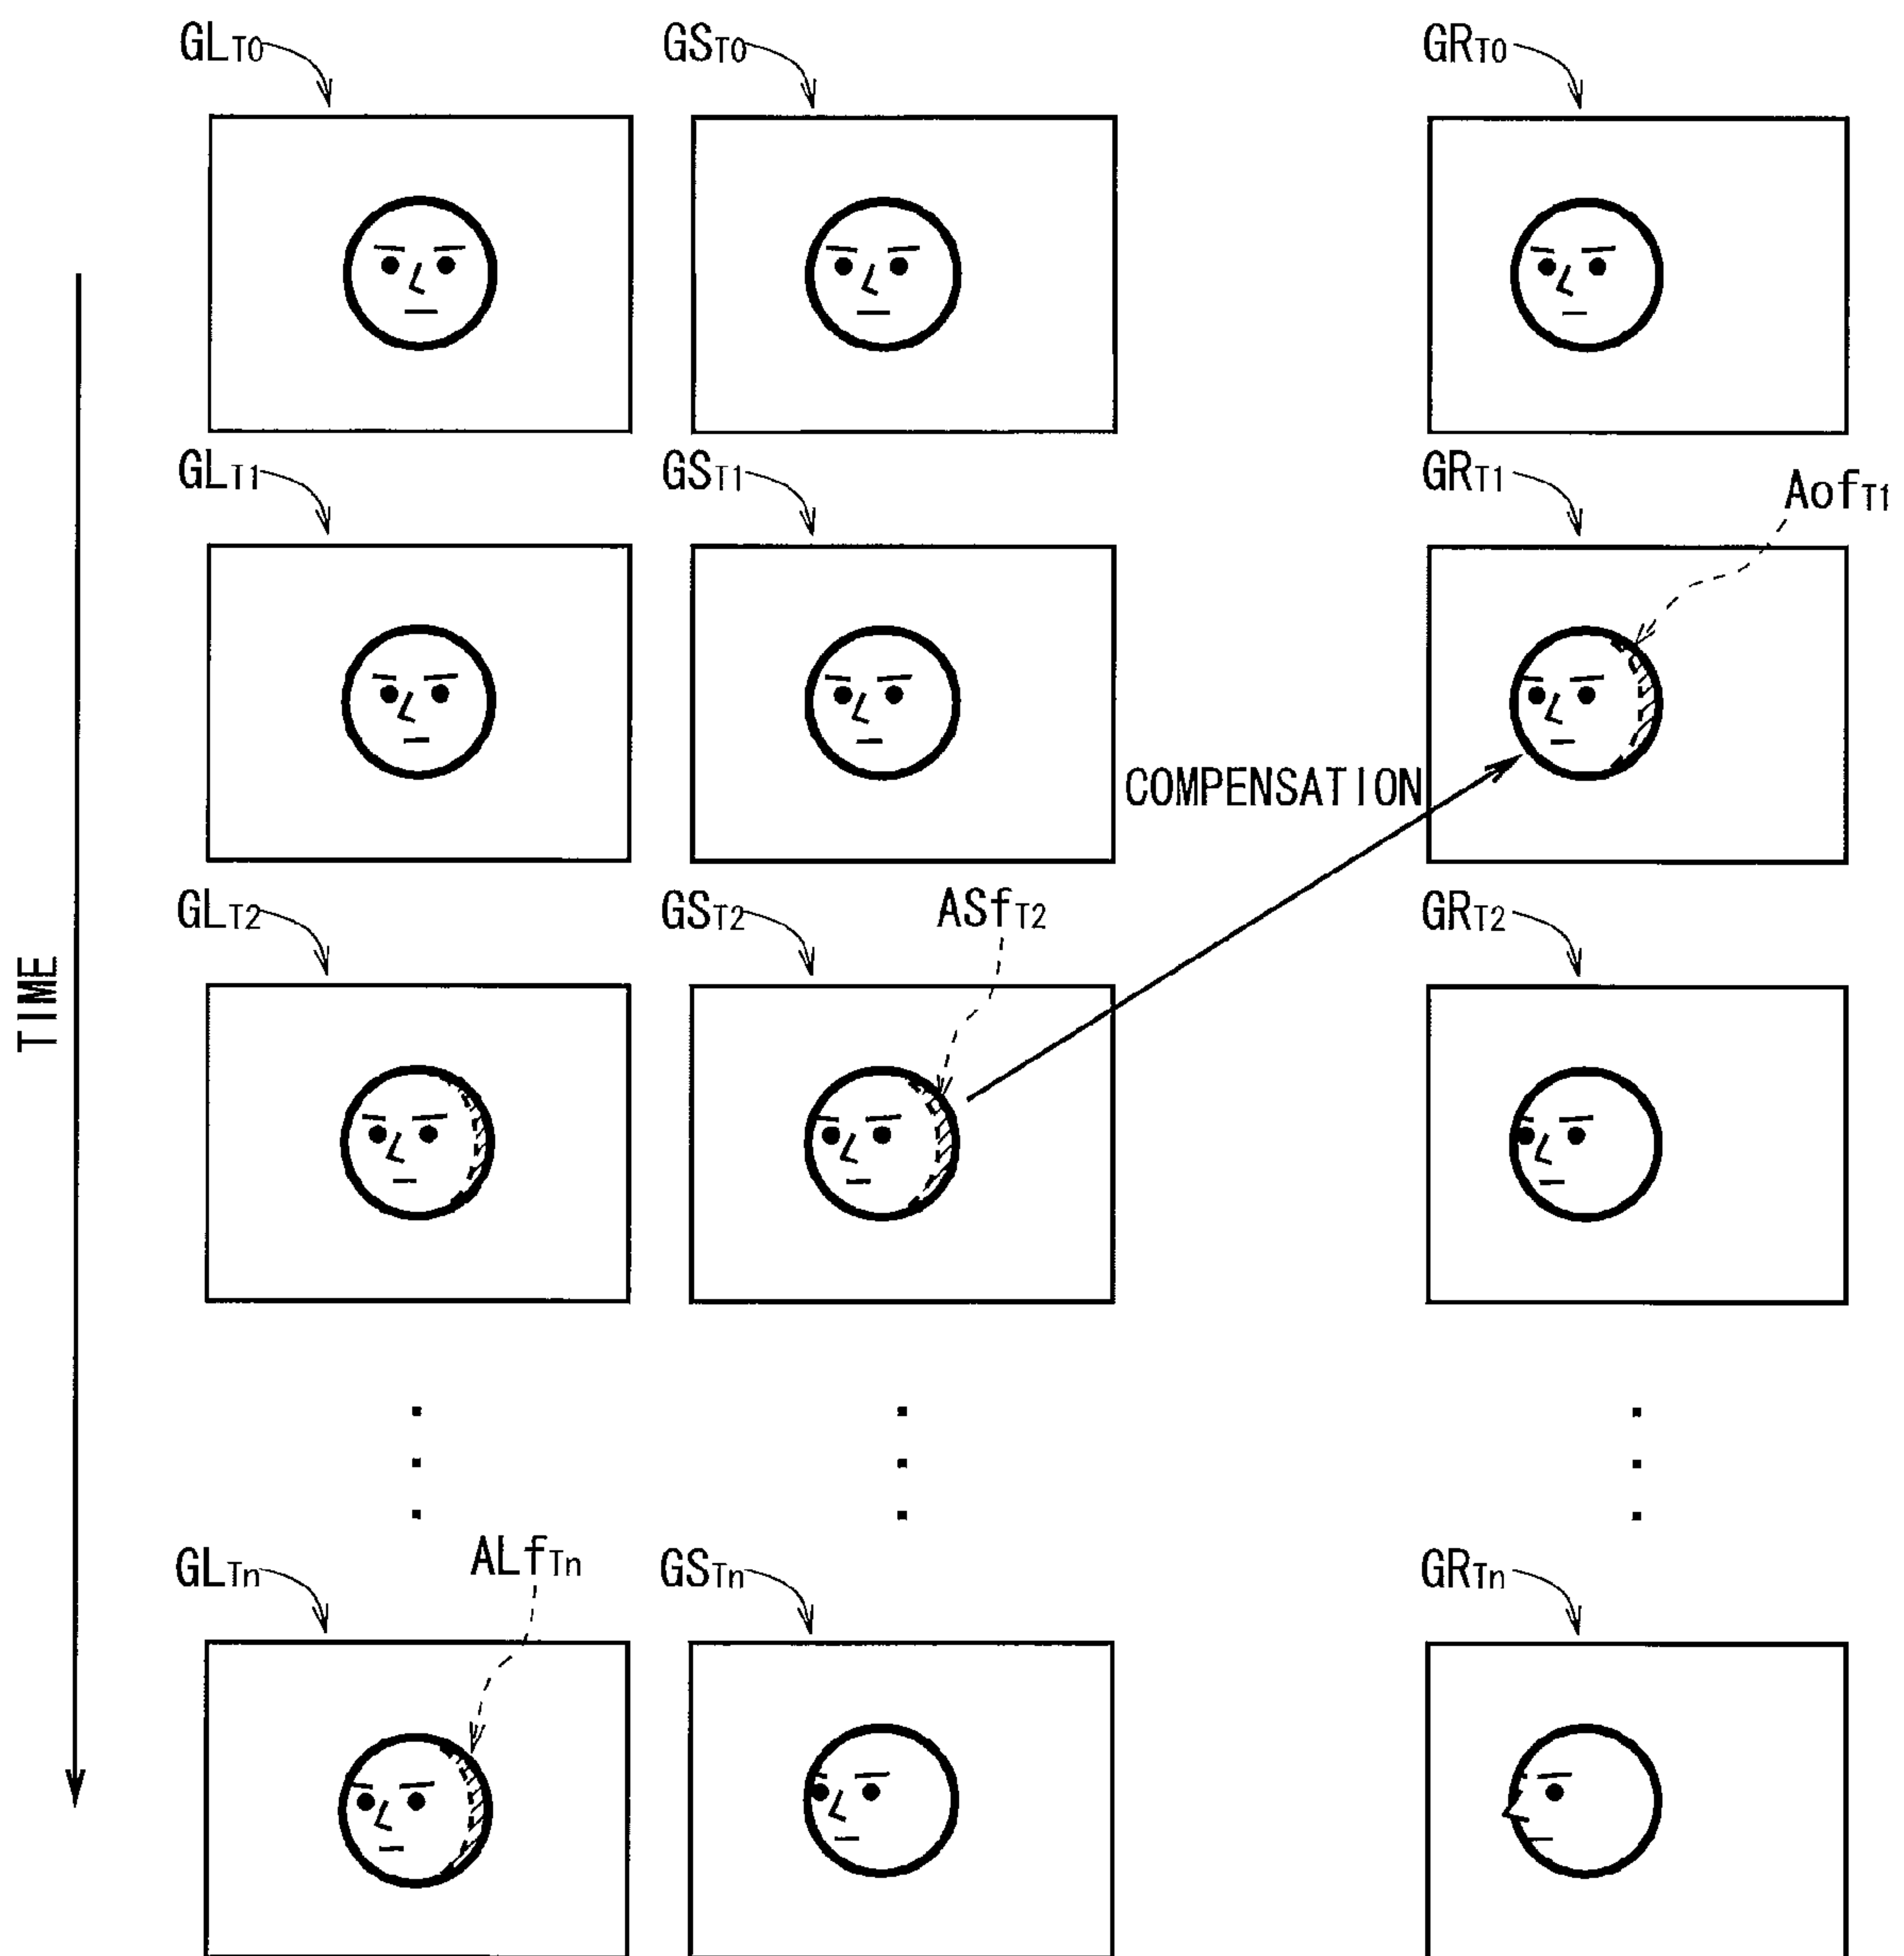 GLT0 GST0 GRT0
GLT1 GST1 GRT1 AofT1
COMPENSATION
GLT2 GST2 ASfT2 GRT2
TIME
GLTn ALfTn GSTn GRTn